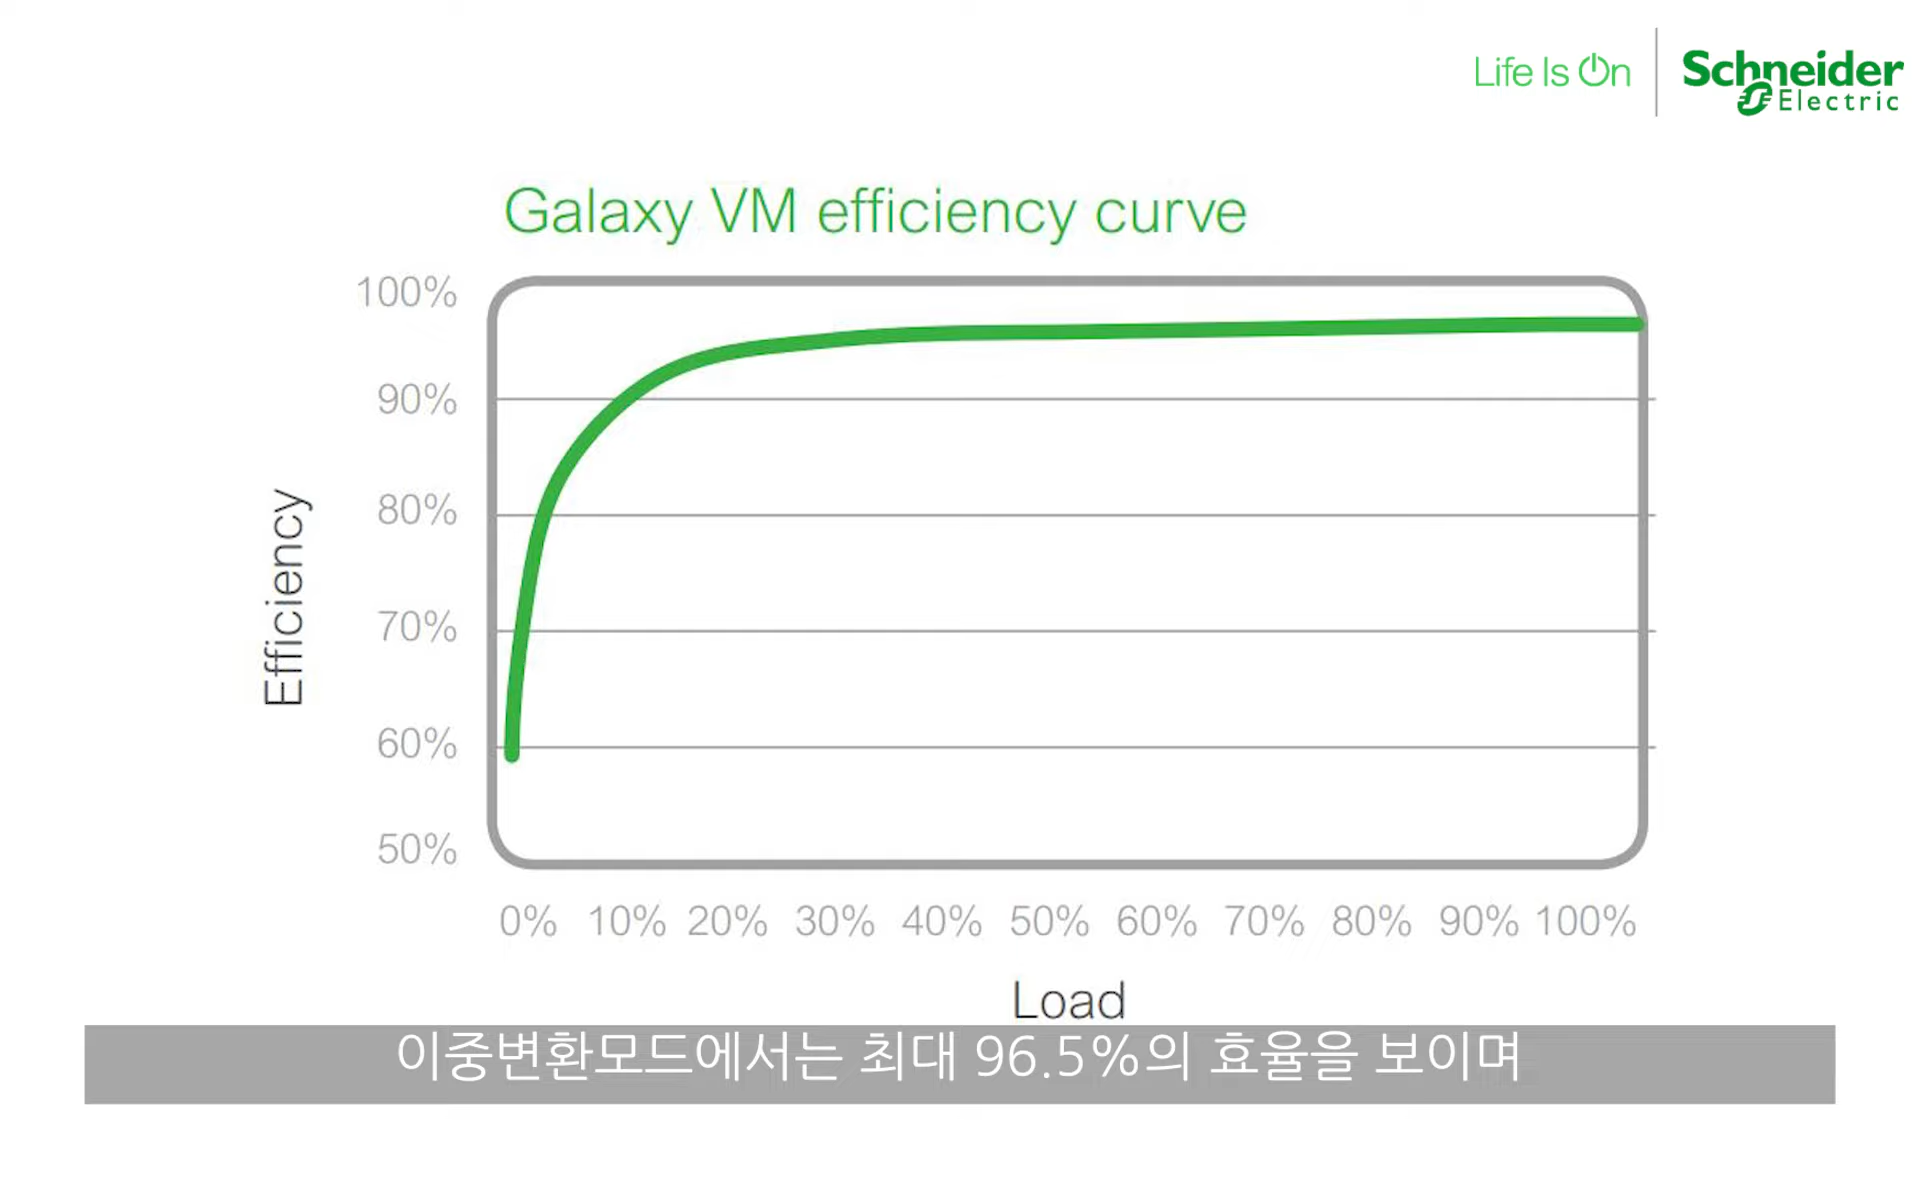 Life Is On
Schneider
Electric
Galaxy VM efficiency curve
100%
90%
80%
70%
60%
50%
Efficiency
0% 10% 20% 30% 40% 50% 60% 70% 80% 90% 100%
Load
이중변환모드에서는 최대 96.5%의 효율을 보이며